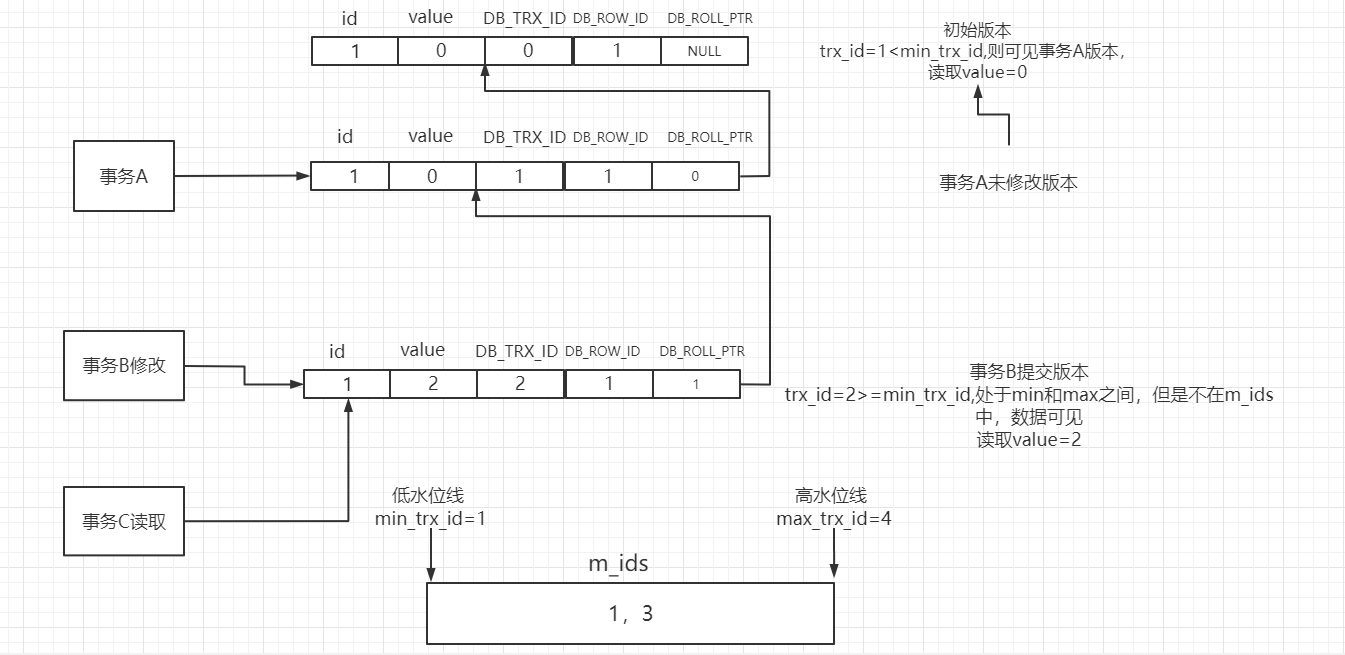 id value DB_TRX_ID DB_ROW_ID DB_ROLL_PTR
1 0 0 1 NULL
初始版本
trx_id=1<min_trx_id,则可见事务A版本,
读取value=0
id value DB_TRX_ID DB_ROW_ID DB_ROLL_PTR
事务A
1 0 1 1 0
事务A未修改版本
id value DB_TRX_ID DB_ROW_ID DB_ROLL_PTR
事务B修改
1 2 2 1 1
事务B提交版本
trx_id=2>=min_trx_id,处于min和max之间，但是不在m_ids
中，数据可见
读取value=2
事务C读取
低水位线
min_trx_id=1
高水位线
max_trx_id=4
m_ids
1，3